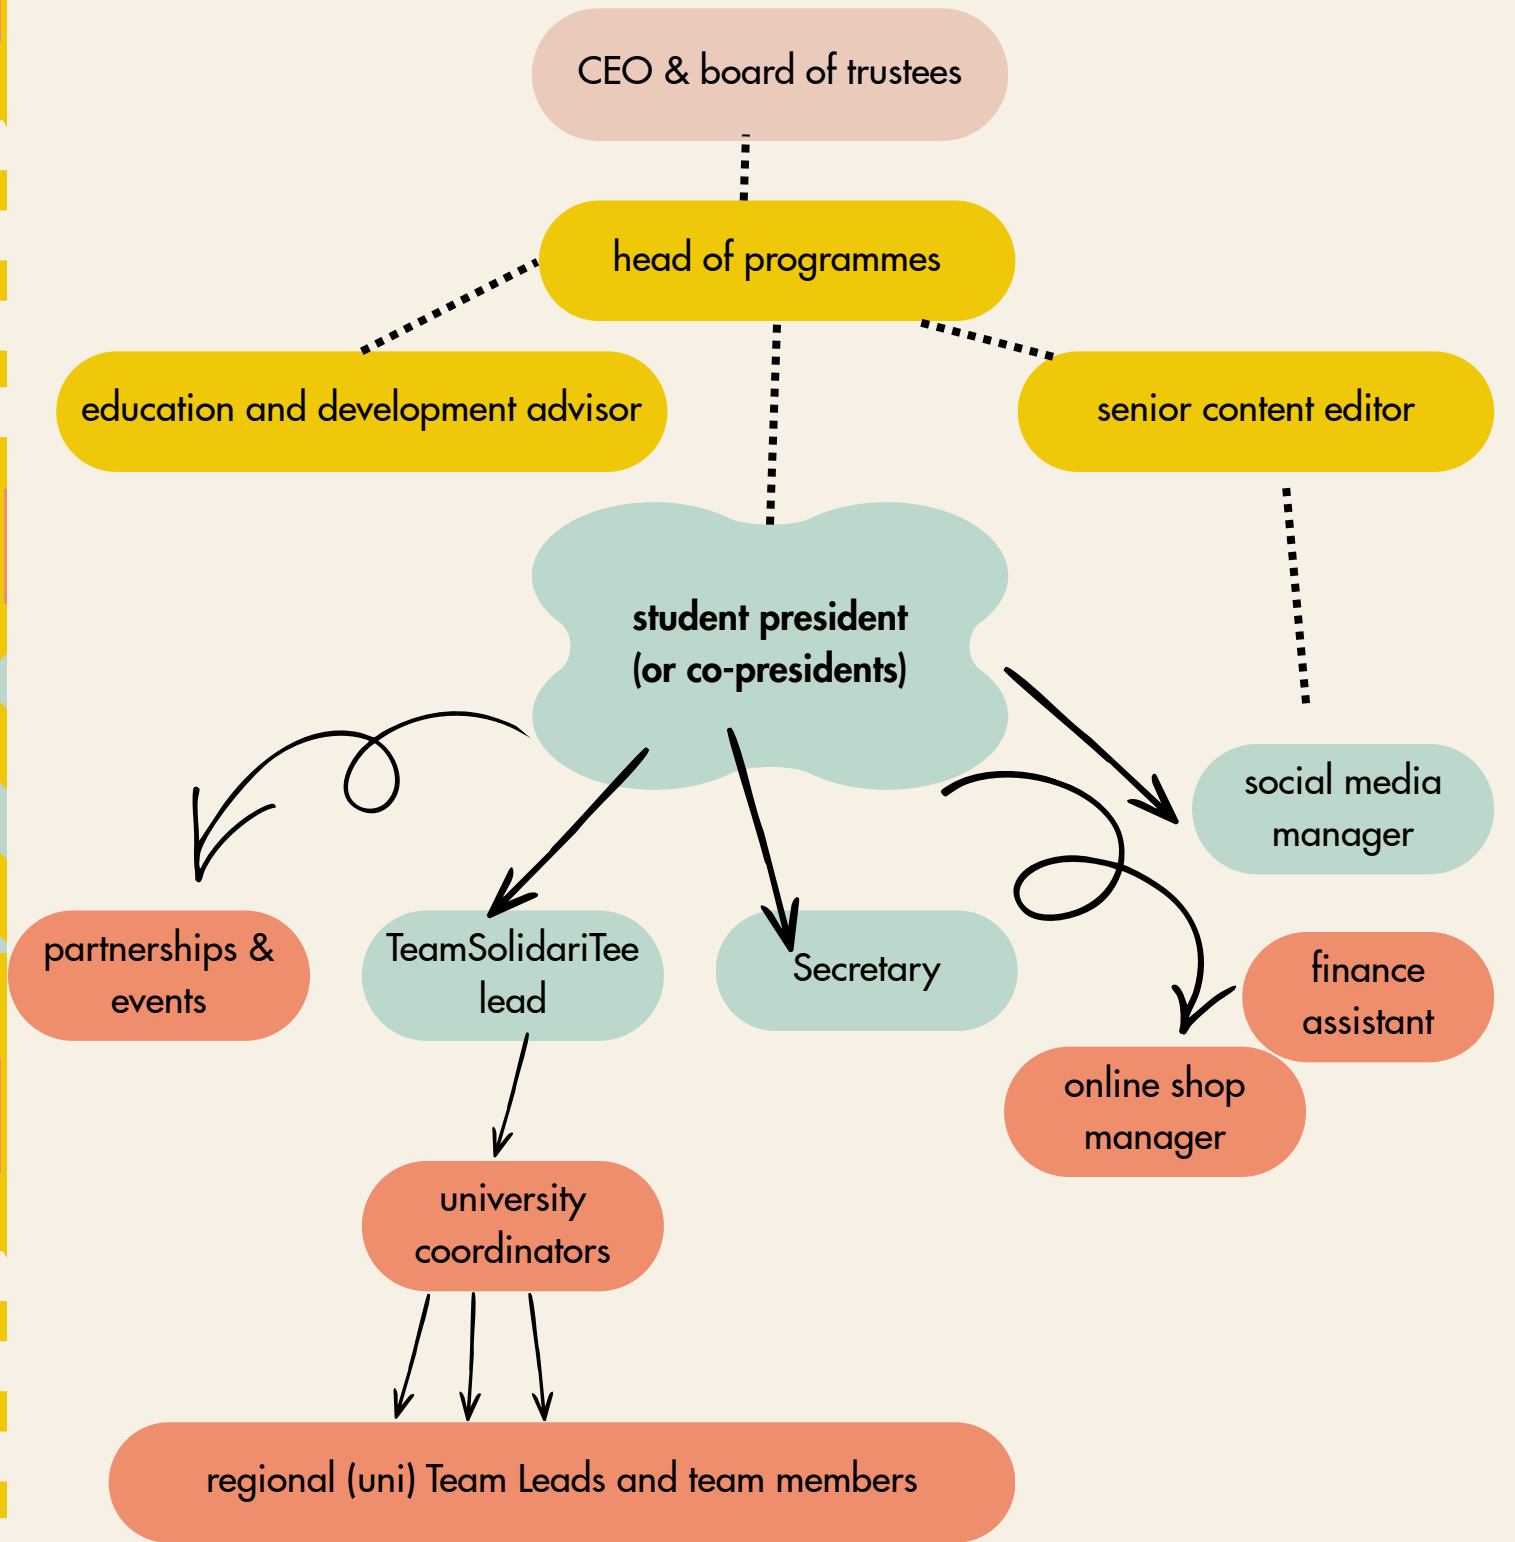 CEO & board of trustees
head of programmes
education and development advisor
senior content editor
student president
(or co-presidents)
social media
manager
partnerships &
events
TeamSolidariTee
lead
Secretary
finance
assistant
online shop
manager
university
coordinators
regional (uni) Team Leads and team members